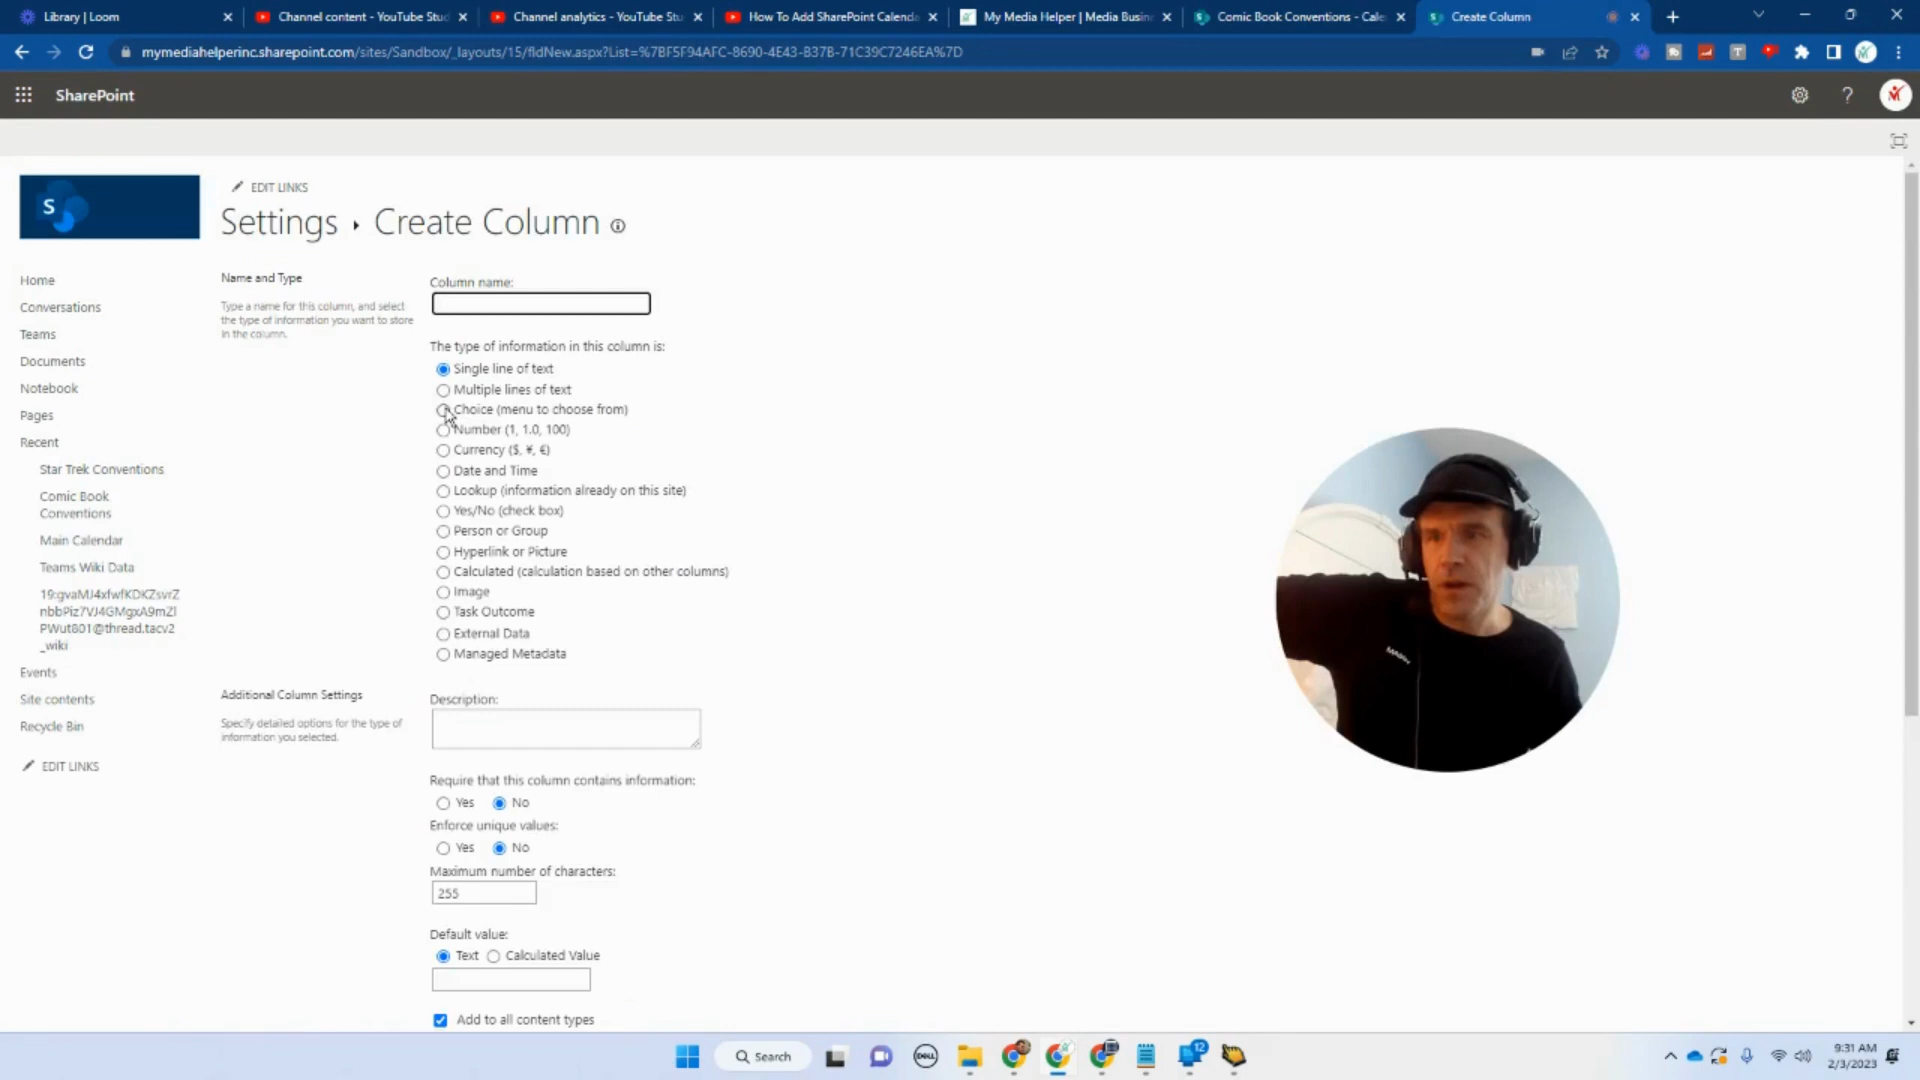 Library | Loom
Channel content - YouTube Stud
Channel analytics - YouTube Stu
How To Add SharePoint Calenda
My Media Helper | Media Busin
Comic Book Conventions - Cale
Create Column
mymediahelperinc.sharepoint.com/sites/Sandbox/_layouts/15/fldNew.aspx?List=%7BF5F94AFC-8690-4E43-B37B-71C39C7246EA%7D
SharePoint
EDIT LINKS
Settings ▸ Create Column
Name and Type
Type a name for this column, and select
the type of information you want to store
in the column.
Column name:
The type of information in this column is:
Single line of text
Multiple lines of text
Choice (menu to choose from)
Number (1, 1.0, 100)
Currency ($, ¥, €)
Date and Time
Lookup (information already on this site)
Yes/No (check box)
Person or Group
Hyperlink or Picture
Calculated (calculation based on other columns)
Image
Task Outcome
External Data
Managed Metadata
Home
Conversations
Teams
Documents
Notebook
Pages
Recent
Star Trek Conventions
Comic Book
Conventions
Main Calendar
Teams Wiki Data
19:gvaMJ4xfwfKDKZsvrZ
nbbPiz7VJ4GMgxA9mZl
PWut801@thread.tacv2
_wiki
Events
Site contents
Recycle Bin
EDIT LINKS
Additional Column Settings
Specify detailed options for the type of
information you selected.
Description:
Require that this column contains information:
Yes No
Enforce unique values:
Yes No
Maximum number of characters:
255
Default value:
Text Calculated Value
Add to all content types
Search
DELL
12
9:31 AM
2/3/2023